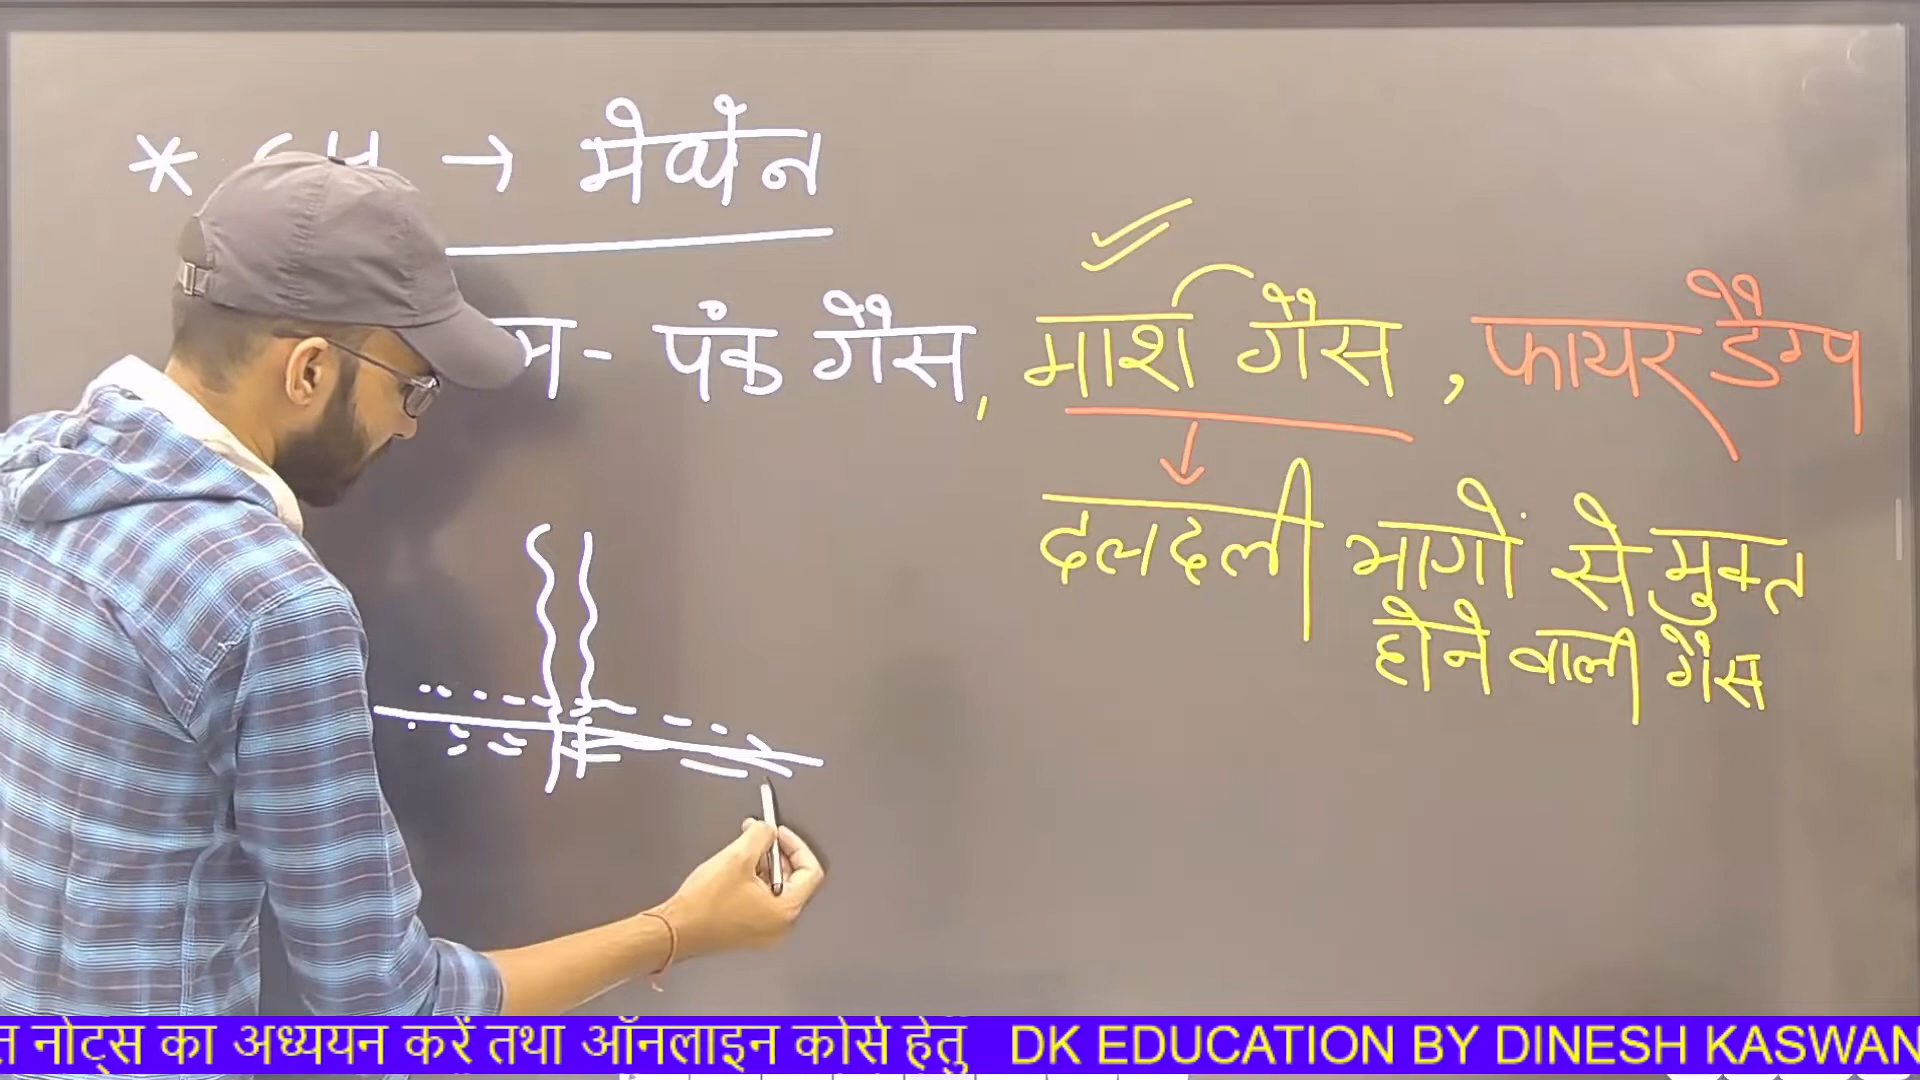 * → मेथेन
- पंक गैस, मार्श गैस, फायर डैम्प
दलदली भागों से मुक्त
होने वाली गैस
नोट्स का अध्ययन करें तथा ऑनलाइन कोर्स हेतु DK EDUCATION BY DINESH KASWAN